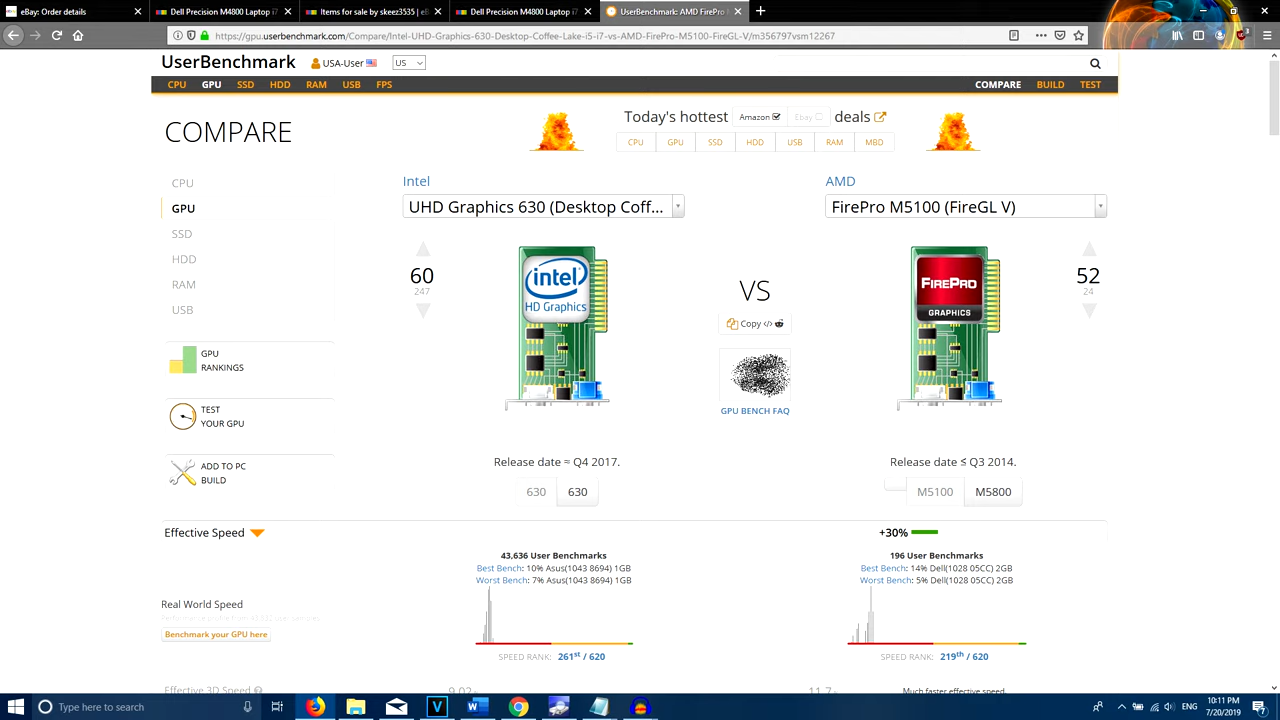 eBay: Order details
Dell Precision M4800 Laptop i7
Items for sale by skeez3535 | eB
Dell Precision M4800 Laptop i7
UserBenchmark: AMD FirePro M
https://gpu.userbenchmark.com/Compare/Intel-UHD-Graphics-630-Desktop-Coffee-Lake-i5-i7-vs-AMD-FirePro-M5100-FireGL-V/m356797vsm12267
UserBenchmark
USA-User
US
CPU GPU SSD HDD RAM USB FPS
COMPARE BUILD TEST
COMPARE
Today's hottest Amazon Ebay deals
CPU GPU SSD HDD USB RAM MBD
CPU
GPU
SSD
HDD
RAM
USB
GPU
RANKINGS
TEST
YOUR GPU
ADD TO PC
BUILD
Intel
UHD Graphics 630 (Desktop Coff...
60
247
intel
HD Graphics
VS
Copy </>
GPU BENCH FAQ
AMD
FirePro M5100 (FireGL V)
FIREPRO
GRAPHICS
52
24
Release date ≈ Q4 2017.
630 630
Release date ≤ Q3 2014.
M5100 M5800
Effective Speed
+30%
43,636 User Benchmarks
Best Bench: 10% Asus(1043 8694) 1GB
Worst Bench: 7% Asus(1043 8694) 1GB
196 User Benchmarks
Best Bench: 14% Dell(1028 05CC) 2GB
Worst Bench: 5% Dell(1028 05CC) 2GB
Real World Speed
Benchmark your GPU here
SPEED RANK: 261st / 620
SPEED RANK: 219th / 620
Effective 3D Speed
9.02
11.7
Much faster effective speed.
Type here to search
ENG
10:11 PM
7/20/2019